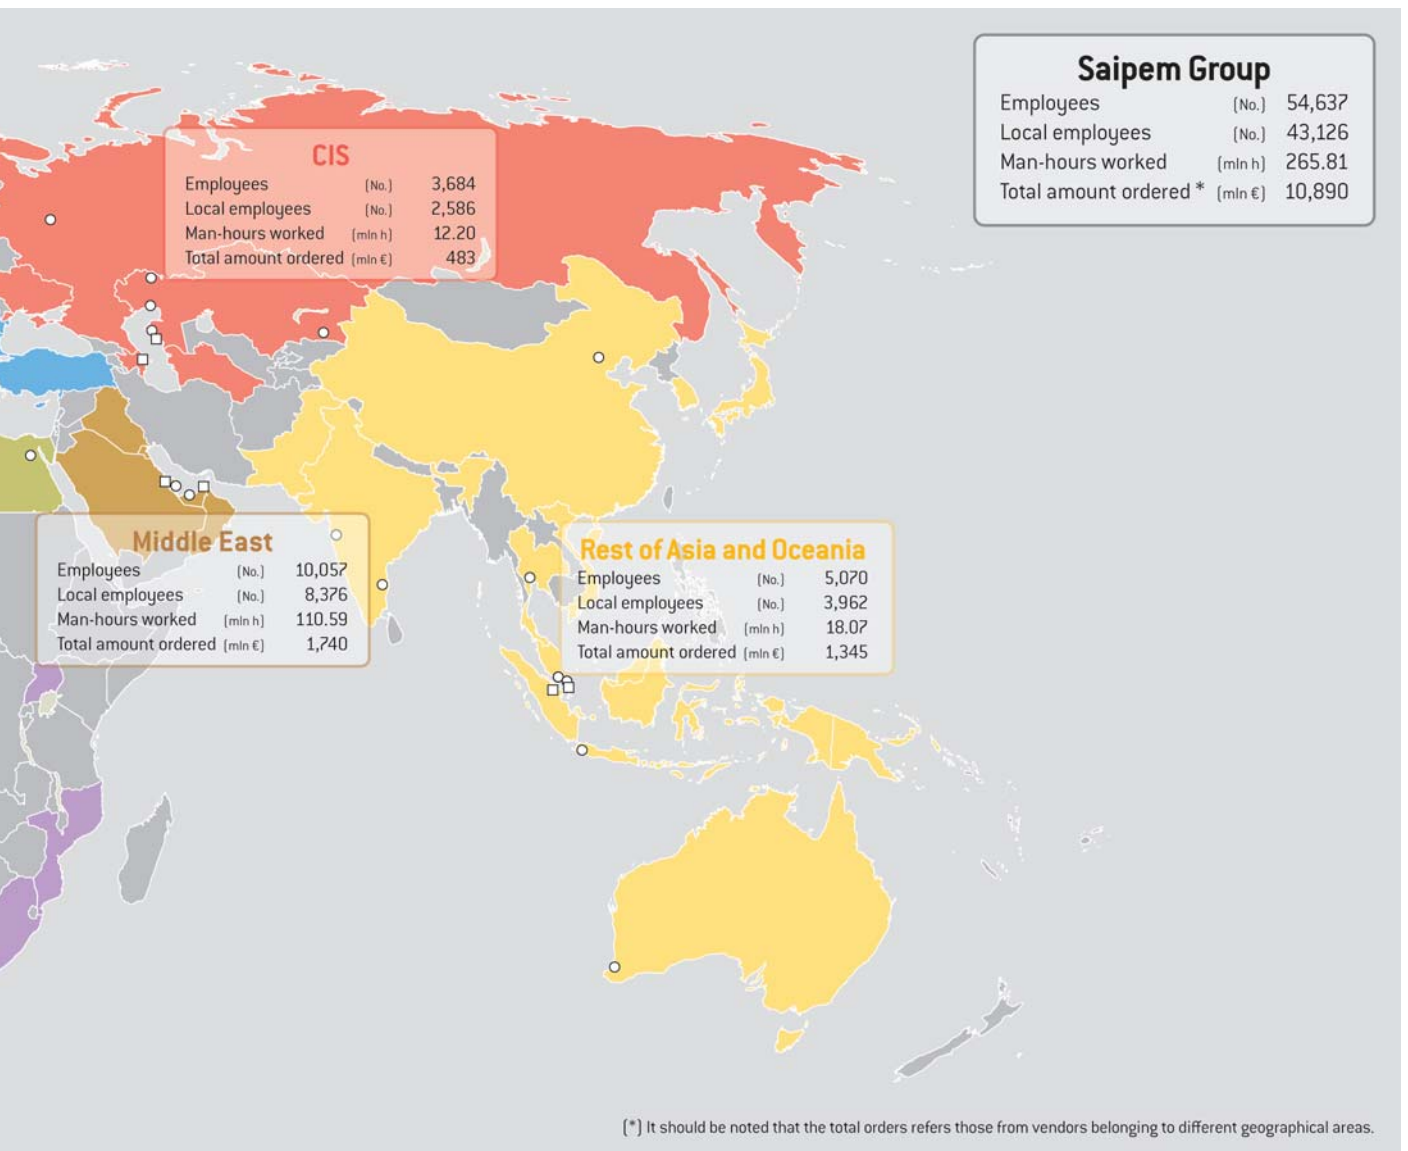 Saipem Group
Employees (No.) 54,637
Local employees (No.) 43,126
Man-hours worked (mln h) 265.81
Total amount ordered * (mln €) 10,890
CIS
Employees (No.) 3,684
Local employees (No.) 2,586
Man-hours worked (mln h) 12.20
Total amount ordered (mln €) 483
Middle East
Employees (No.) 10,057
Local employees (No.) 8,376
Man-hours worked (mln h) 110.59
Total amount ordered (mln €) 1,740
Rest of Asia and Oceania
Employees (No.) 5,070
Local employees (No.) 3,962
Man-hours worked (mln h) 18.07
Total amount ordered (mln €) 1,345
(*) It should be noted that the total orders refers those from vendors belonging to different geographical areas.